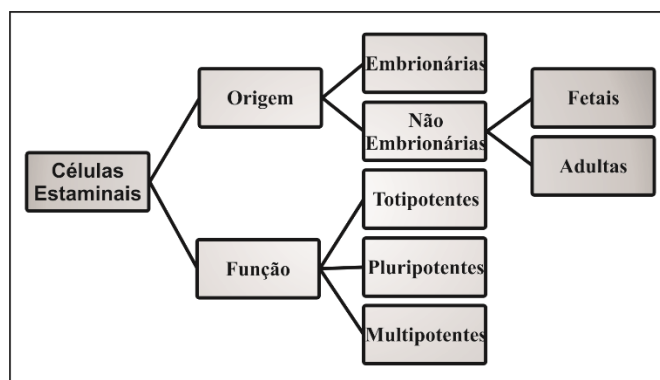 Células
Estaminais
Origem
Embrionárias
Não
Embrionárias
Fetais
Adultas
Função
Totipotentes
Pluripotentes
Multipotentes